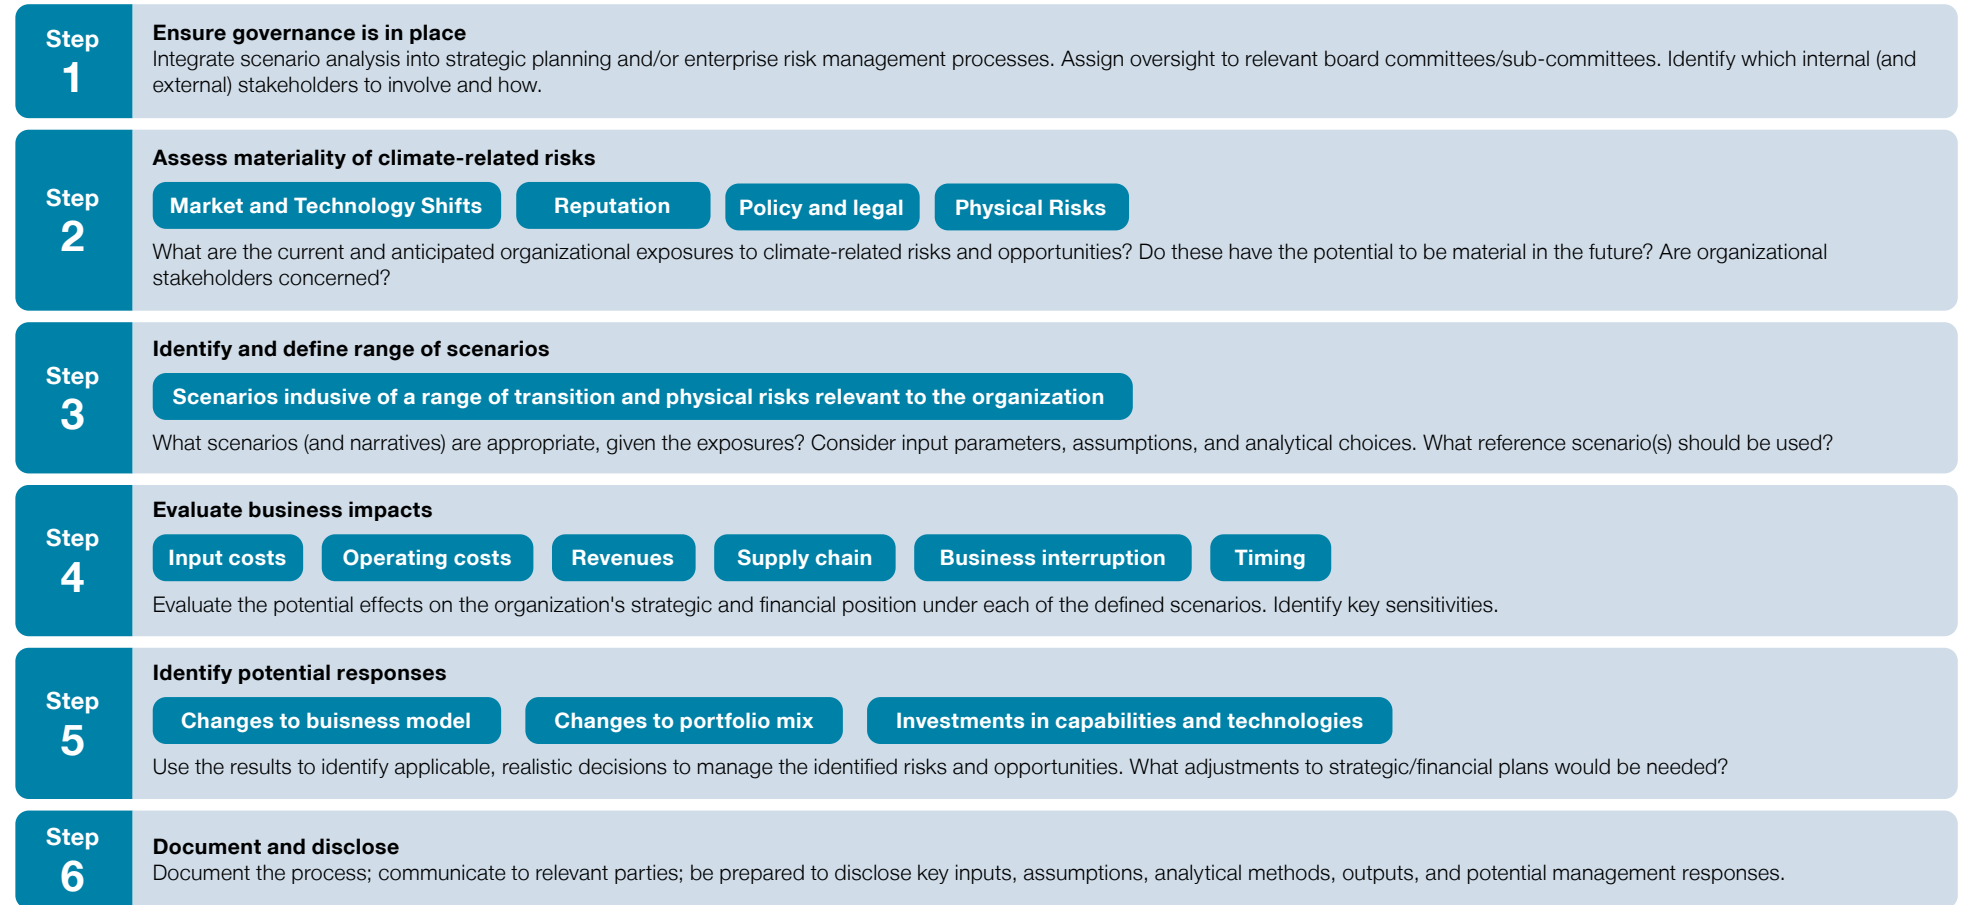 Step
1
Ensure governance is in place
Integrate scenario analysis into strategic planning and/or enterprise risk management processes. Assign oversight to relevant board committees/sub-committees. Identify which internal (and
external) stakeholders to involve and how.
Step
2
Assess materiality of climate-related risks
Market and Technology Shifts
Reputation
Policy and legal
Physical Risks
What are the current and anticipated organizational exposures to climate-related risks and opportunities? Do these have the potential to be material in the future? Are organizational
stakeholders concerned?
Step
3
Identify and define range of scenarios
Scenarios indusive of a range of transition and physical risks relevant to the organization
What scenarios (and narratives) are appropriate, given the exposures? Consider input parameters, assumptions, and analytical choices. What reference scenario(s) should be used?
Step
4
Evaluate business impacts
Input costs
Operating costs
Revenues
Supply chain
Business interruption
Timing
Evaluate the potential effects on the organization's strategic and financial position under each of the defined scenarios. Identify key sensitivities.
Step
5
Identify potential responses
Changes to buisness model
Changes to portfolio mix
Investments in capabilities and technologies
Use the results to identify applicable, realistic decisions to manage the identified risks and opportunities. What adjustments to strategic/financial plans would be needed?
Step
6
Document and disclose
Document the process; communicate to relevant parties; be prepared to disclose key inputs, assumptions, analytical methods, outputs, and potential management responses.